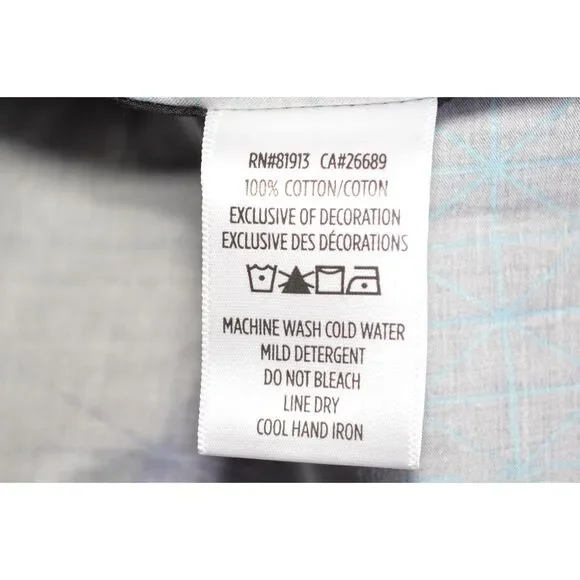 RN#81913 CA#26689
100% COTTON/COTON
EXCLUSIVE OF DECORATION
EXCLUSIVE DES DÉCORATIONS
MACHINE WASH COLD WATER
MILD DETERGENT
DO NOT BLEACH
LINE DRY
COOL HAND IRON